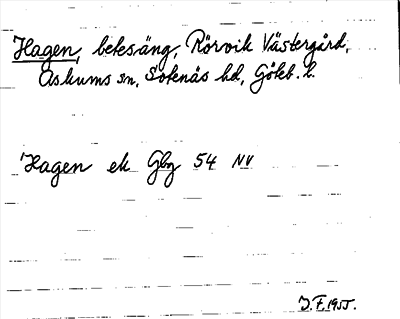 Hagen, betesäng, Rörvik Västergård,
Askums sn, Sotenäs hd, Göteb. l.
Hagen ek Gbg 54 NV
J. F. 1955.